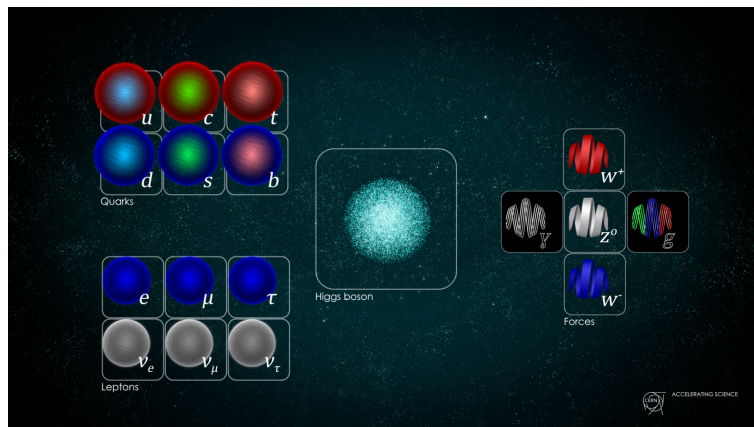 u c t
d s b
Quarks
e μ τ
νₑ ν_μ ν_τ
Leptons
Higgs boson
W⁺
γ Z⁰ g
W⁻
Forces
CERN
ACCELERATING SCIENCE